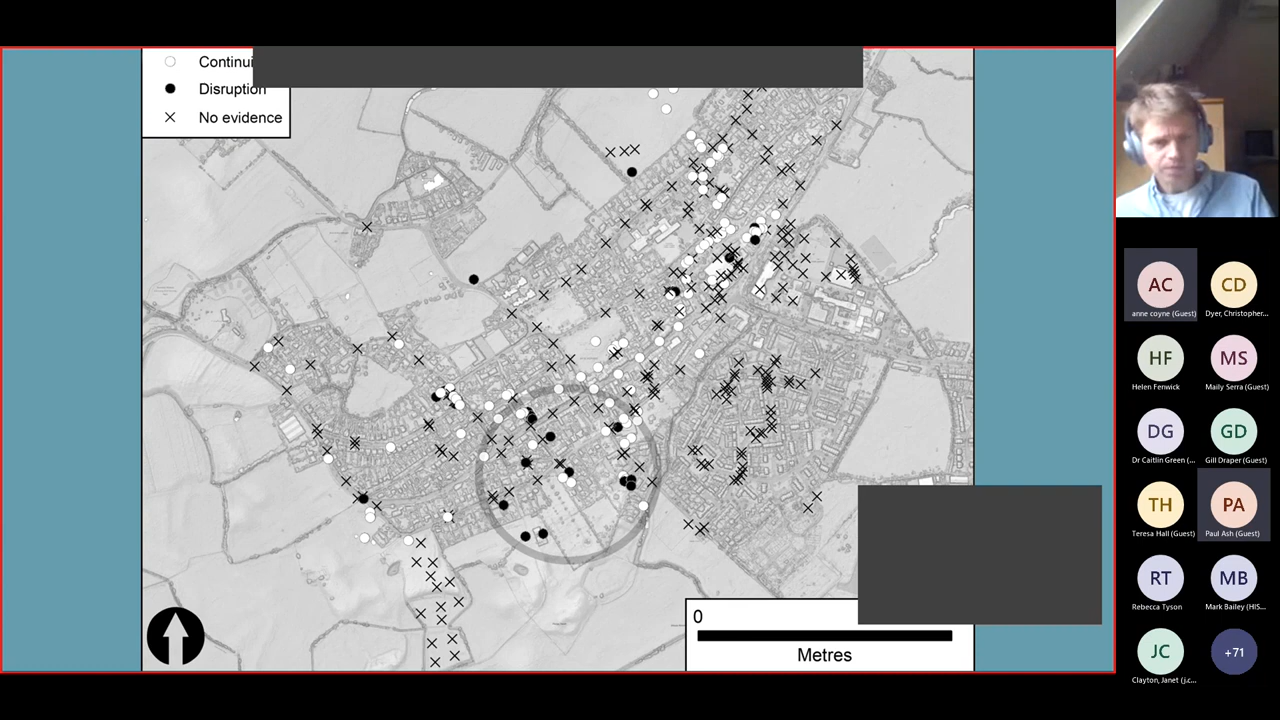 Continui
Disruption
No evidence
0
Metres
AC
anne coyne (Guest)
CD
Dyer, Christopher...
HF
Helen Fenwick
MS
Maily Serra (Guest)
DG
Dr Caitlin Green (...
GD
Gill Draper (Guest)
TH
Teresa Hall (Guest)
PA
Paul Ash (Guest)
RT
Rebecca Tyson
MB
Mark Bailey (HIS...
JC
Clayton, Janet (j.c...
+71